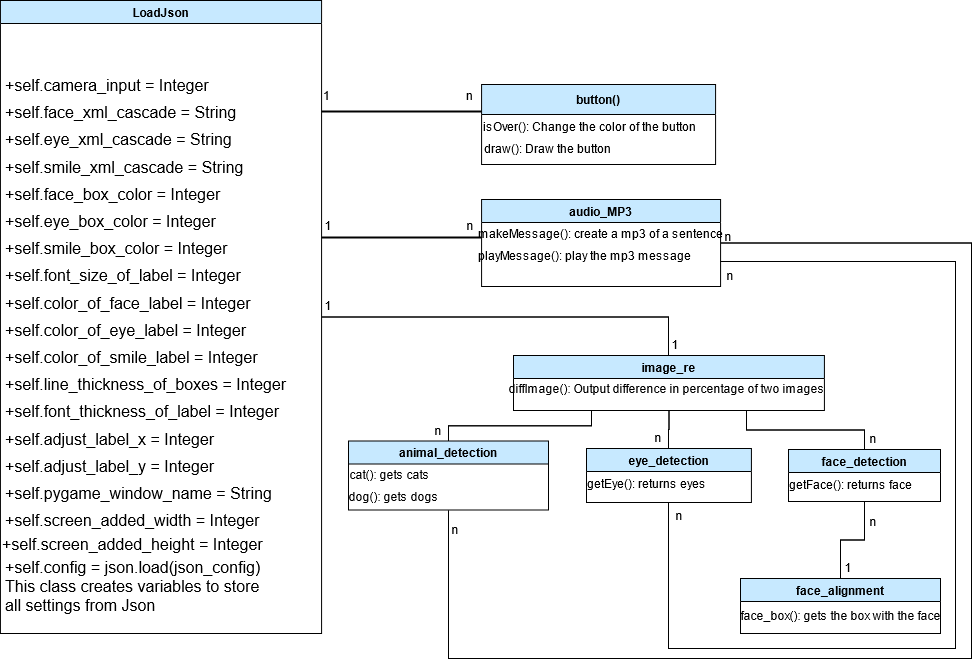 LoadJson
+self.camera_input = Integer
+self.face_xml_cascade = String
+self.eye_xml_cascade = String
+self.smile_xml_cascade = String
+self.face_box_color = Integer
+self.eye_box_color = Integer
+self.smile_box_color = Integer
+self.font_size_of_label = Integer
+self.color_of_face_label = Integer
+self.color_of_eye_label = Integer
+self.color_of_smile_label = Integer
+self.line_thickness_of_boxes = Integer
+self.font_thickness_of_label = Integer
+self.adjust_label_x = Integer
+self.adjust_label_y = Integer
+self.pygame_window_name = String
+self.screen_added_width = Integer
+self.screen_added_height = Integer
+self.config = json.load(json_config)
This class creates variables to store
all settings from Json
1
n
button()
isOver(): Change the color of the button
draw(): Draw the button
1
n
audio_MP3
makeMessage(): create a mp3 of a sentence
playMessage(): play the mp3 message
n
n
1
1
image_re
diffImage(): Output difference in percentage of two images
n
animal_detection
cat(): gets cats
dog(): gets dogs
n
n
eye_detection
getEye(): returns eyes
n
n
face_detection
getFace(): returns face
n
1
face_alignment
face_box(): gets the box with the face